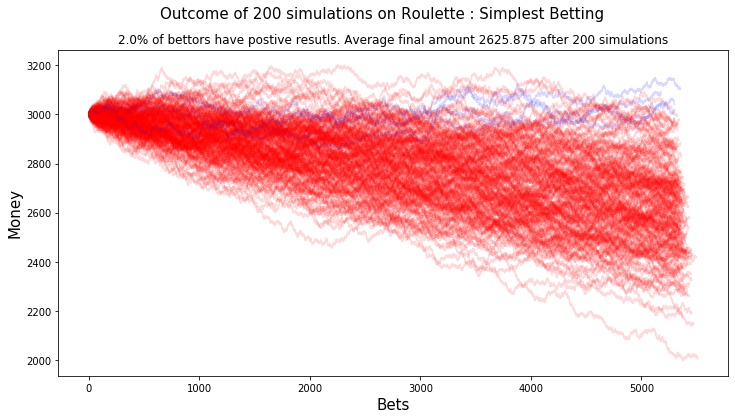 Outcome of 200 simulations on Roulette : Simplest Betting
2.0% of bettors have postive resutls. Average final amount 2625.875 after 200 simulations
3200
3000
2800
2600
2400
2200
2000
Money
0 1000 2000 3000 4000 5000
Bets